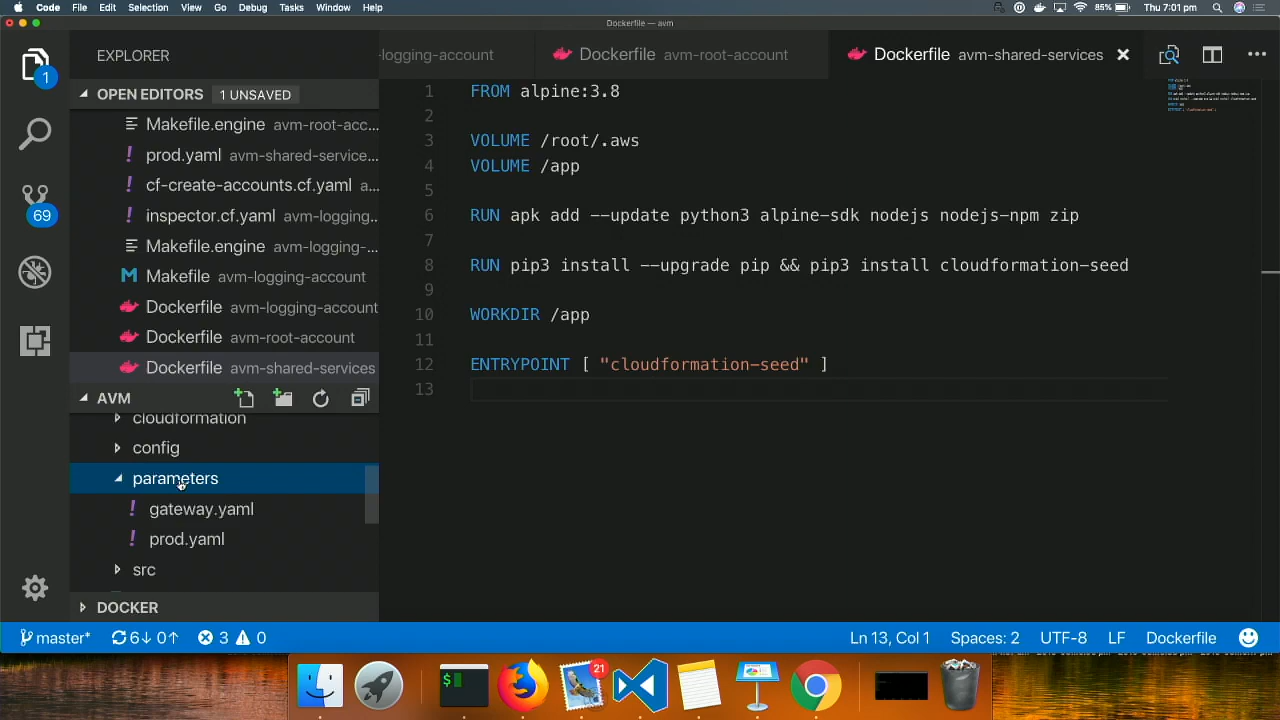 Code File Edit Selection View Go Debug Tasks Window Help
85% Thu 7:01 PM
Dockerfile — avm
EXPLORER
-logging-account
Dockerfile avm-root-account
Dockerfile avm-shared-services
1
OPEN EDITORS 1 UNSAVED
Makefile.engine avm-root-acc...
prod.yaml avm-shared-service...
cf-create-accounts.cf.yaml a...
69
inspector.cf.yaml avm-logging...
Makefile.engine avm-logging-...
Makefile avm-logging-account
Dockerfile avm-logging-account
Dockerfile avm-root-account
Dockerfile avm-shared-services
AVM
cloudformation
config
parameters
gateway.yaml
prod.yaml
src
DOCKER
1 FROM alpine:3.8
2
3 VOLUME /root/.aws
4 VOLUME /app
5
6 RUN apk add --update python3 alpine-sdk nodejs nodejs-npm zip
7
8 RUN pip3 install --upgrade pip && pip3 install cloudformation-seed
9
10 WORKDIR /app
11
12 ENTRYPOINT [ "cloudformation-seed" ]
13
master* 6↓ 0↑ 3 0
Ln 13, Col 1 Spaces: 2 UTF-8 LF Dockerfile
$
21